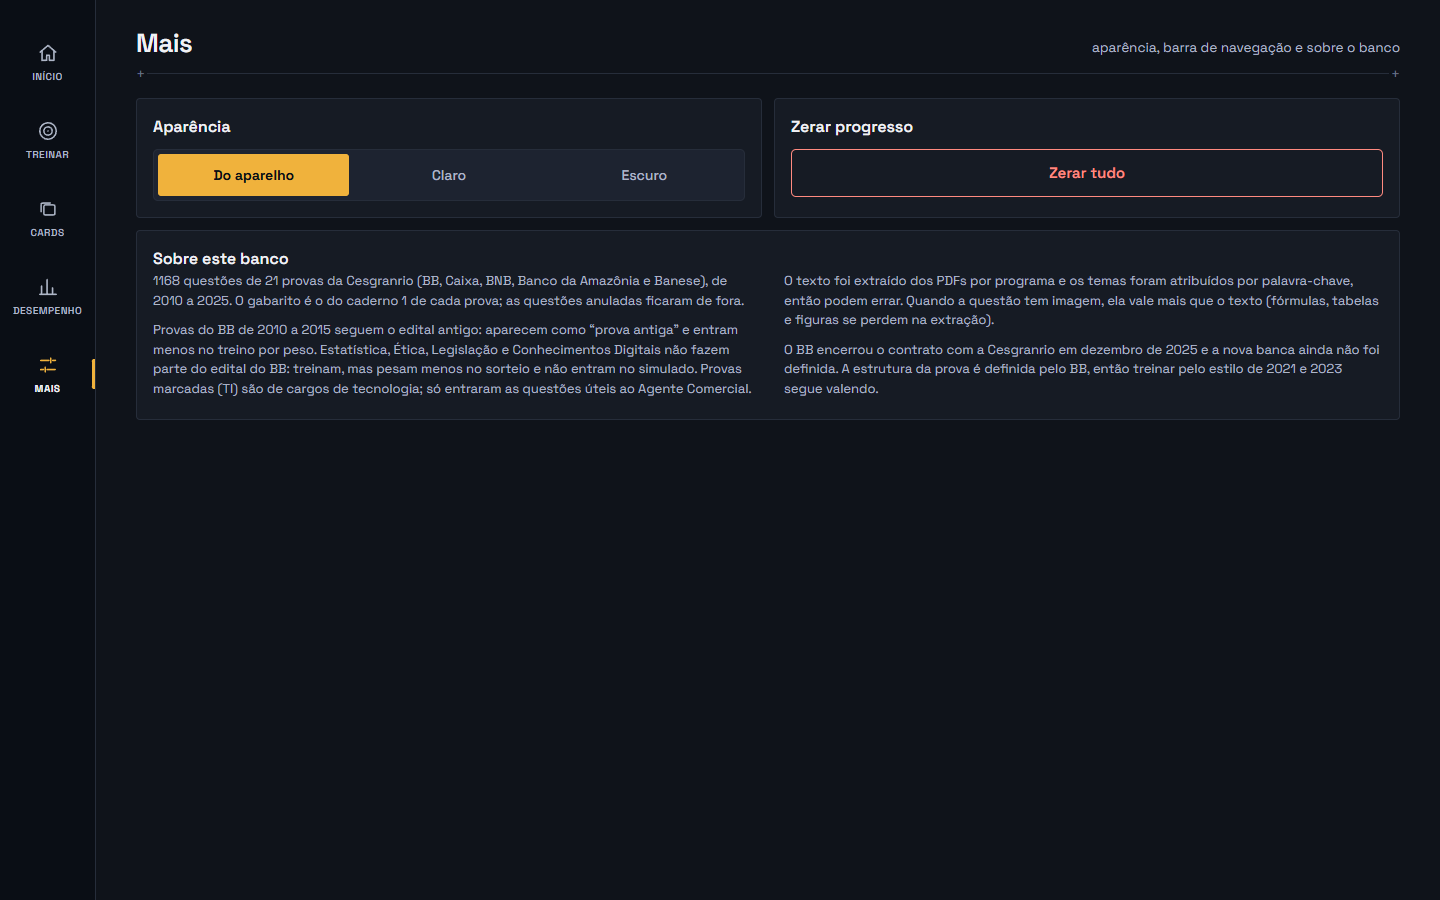 INÍCIO
TREINAR
CARDS
DESEMPENHO
MAIS
Mais
aparência, barra de navegação e sobre o banco
Aparência
Do aparelho
Claro
Escuro
Zerar progresso
Zerar tudo
Sobre este banco
1168 questões de 21 provas da Cesgranrio (BB, Caixa, BNB, Banco da Amazônia e Banese), de
2010 a 2025. O gabarito é o do caderno 1 de cada prova; as questões anuladas ficaram de fora.
Provas do BB de 2010 a 2015 seguem o edital antigo: aparecem como “prova antiga” e entram
menos no treino por peso. Estatística, Ética, Legislação e Conhecimentos Digitais não fazem
parte do edital do BB: treinam, mas pesam menos no sorteio e não entram no simulado. Provas
marcadas (TI) são de cargos de tecnologia; só entraram as questões úteis ao Agente Comercial.
O texto foi extraído dos PDFs por programa e os temas foram atribuídos por palavra-chave,
então podem errar. Quando a questão tem imagem, ela vale mais que o texto (fórmulas, tabelas
e figuras se perdem na extração).
O BB encerrou o contrato com a Cesgranrio em dezembro de 2025 e a nova banca ainda não foi
definida. A estrutura da prova é definida pelo BB, então treinar pelo estilo de 2021 e 2023
segue valendo.